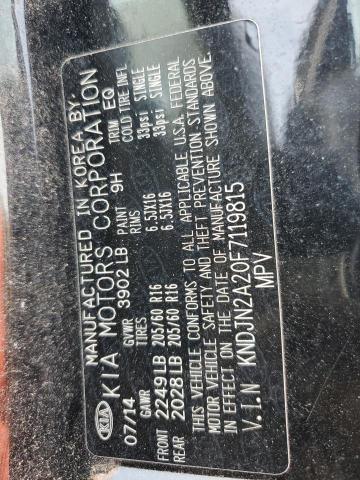 KIA
MANUFACTURED IN KOREA BY,
KIA MOTORS CORPORATION
07/14 GVWR 3902 LB PAINT 9H TRIM EQ
GAWR TIRES RIMS COLD TIRE INFL
FRONT 2249LB 205/60 R16 6.5JX16 33psi SINGLE
REAR 2028LB 205/60 R16 6.5JX16 33psi SINGLE
THIS VEHICLE CONFORMS TO ALL APPLICABLE U.S.A. FEDERAL
MOTOR VEHICLE SAFETY AND BUMPER STANDARDS
IN EFFECT ON THE DATE OF MANUFACTURE SHOWN ABOVE.
V.I.N KNDJN2A20F7119815
MPV